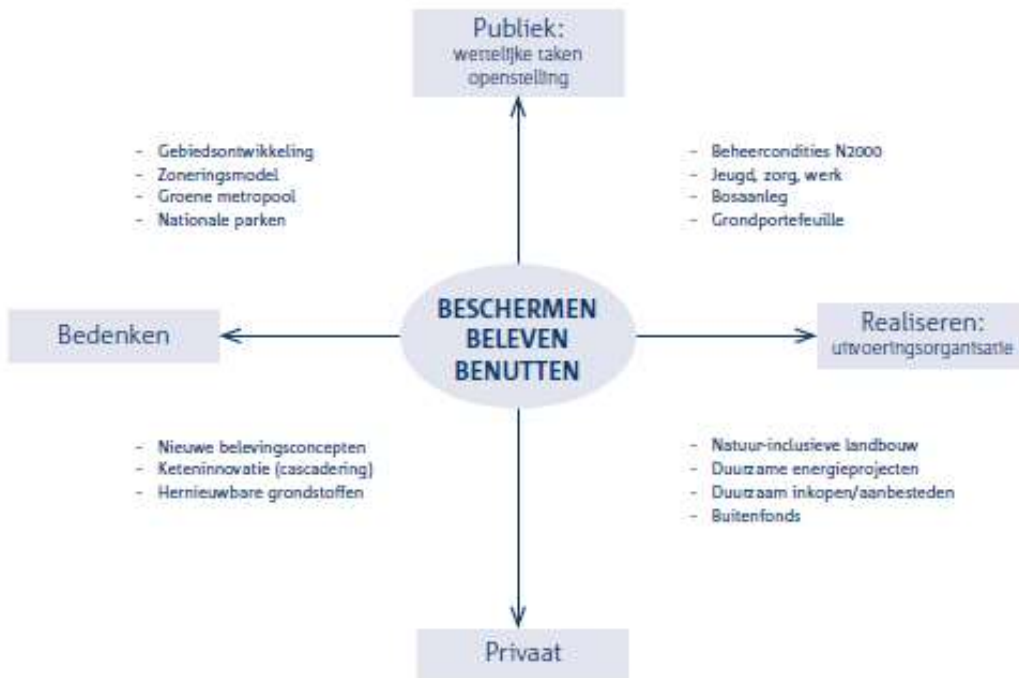 Publiek:
wettelijke taken
openstelling
- Gebiedsontwikkeling
- Zoneringsmodel
- Groene metropool
- Nationale parken
- Beheercondities N2000
- Jeugd, zorg, werk
- Bosaanleg
- Grondportefeuille
Bedenken
BESCHERMEN
BELEVEN
BENUTTEN
Realiseren:
uitvoeringsorganisatie
- Nieuwe belevingsconcepten
- Keteninnovatie (cascadering)
- Hernieuwbare grondstoffen
- Natuur-inclusieve landbouw
- Duurzame energieprojecten
- Duurzaam inkopen/aanbesteden
- Buitenfonds
Privaat